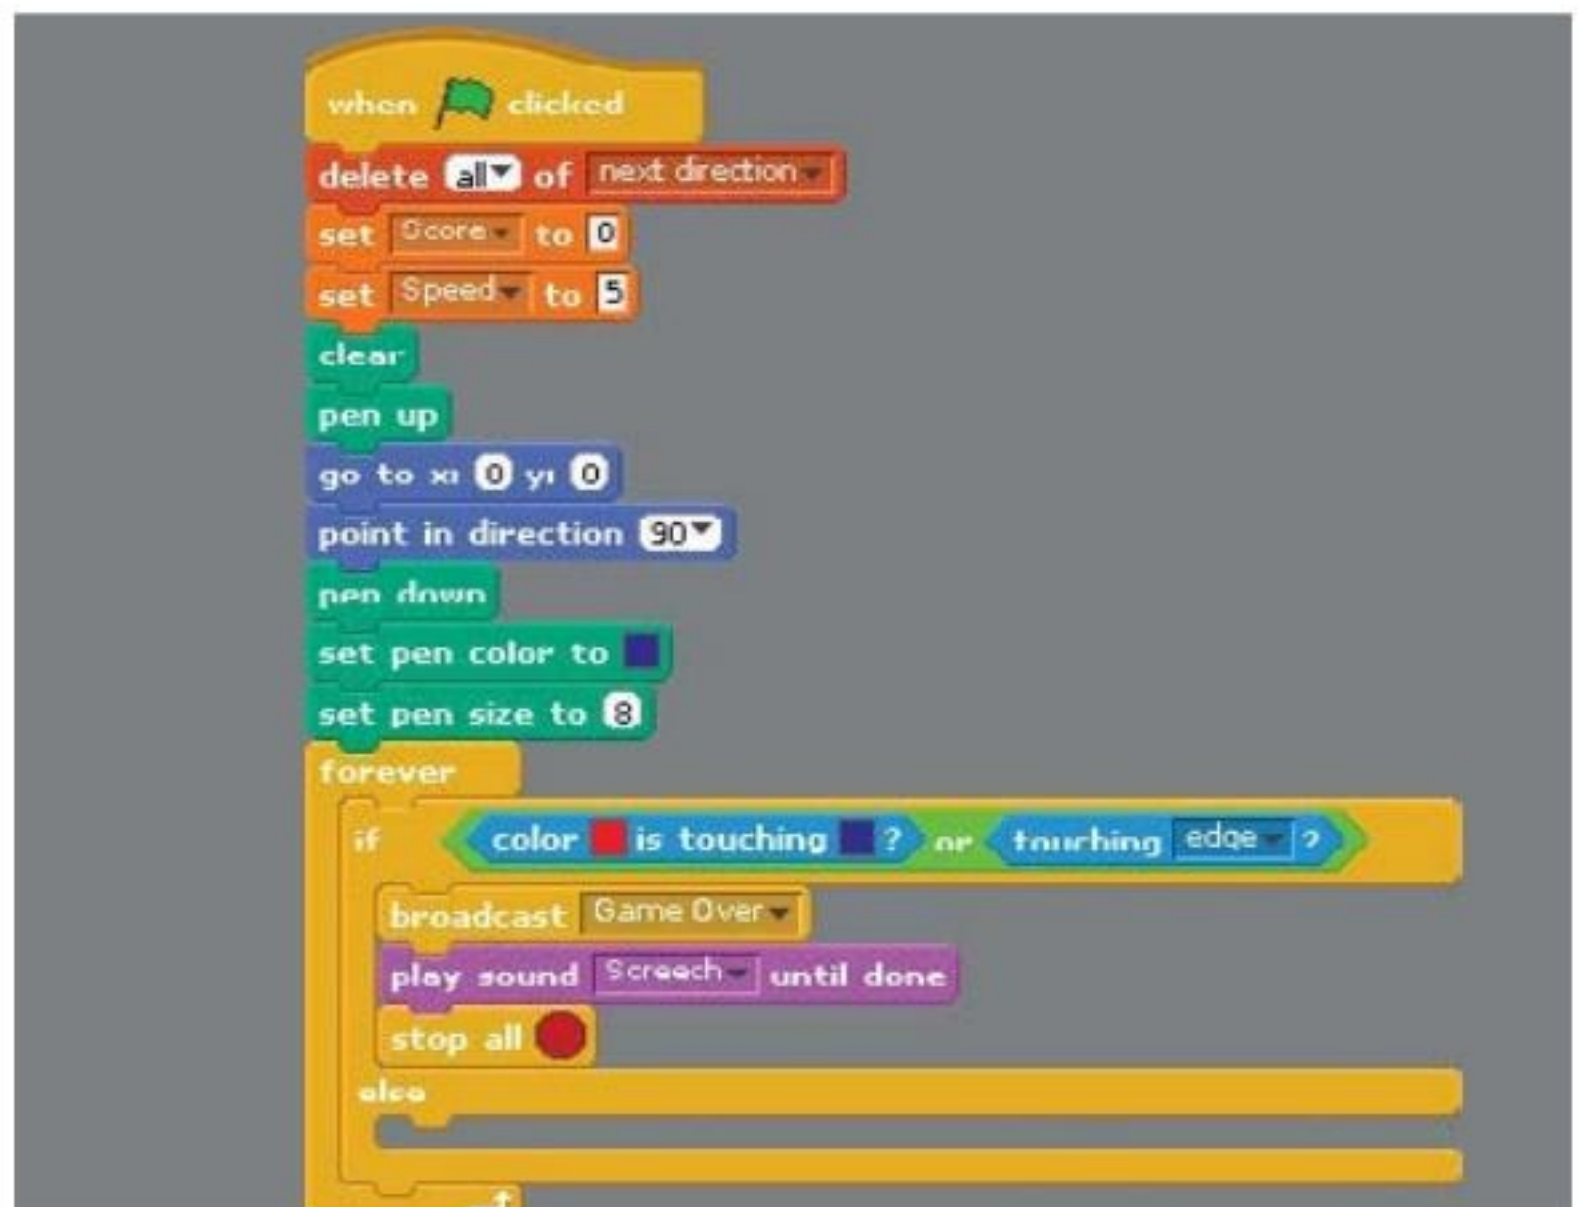 when clicked
delete all of next direction
set Score to 0
set Speed to 5
clear
pen up
go to x: 0 y: 0
point in direction 90
pen down
set pen color to
set pen size to 8
forever
if color is touching ? or touching edge ?
broadcast Game Over
play sound Screech until done
stop all
else